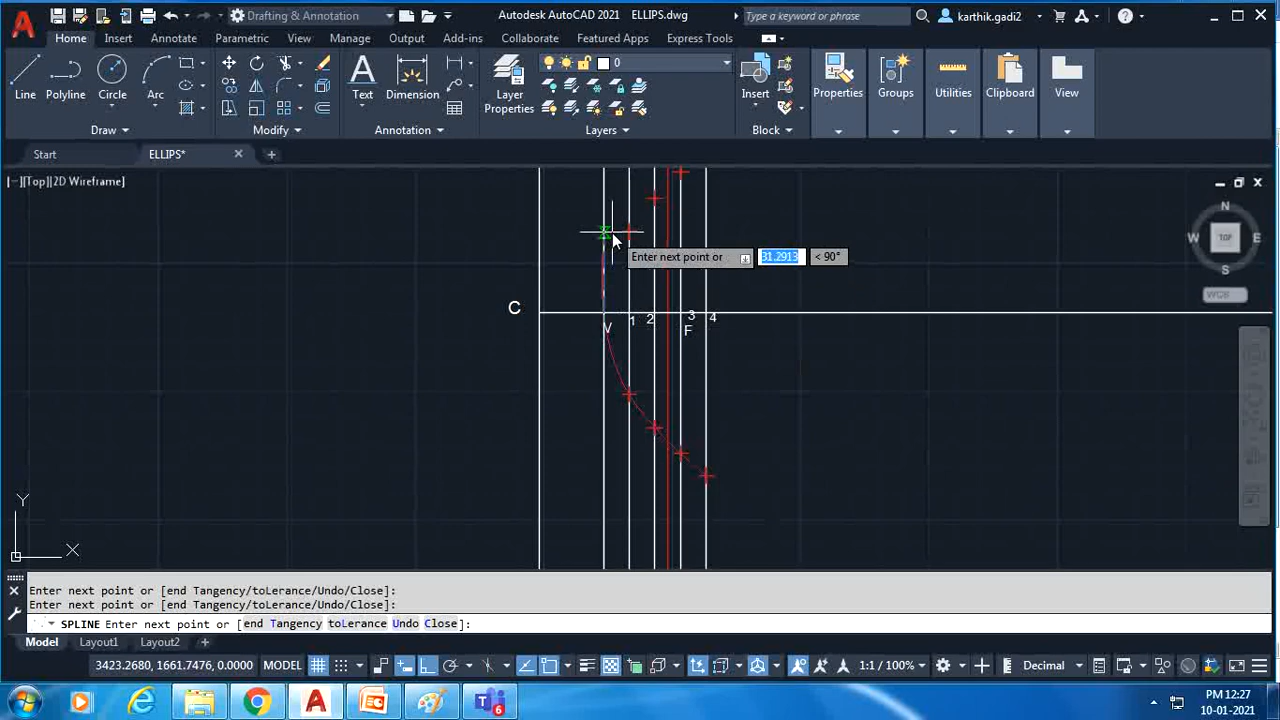 Drafting & Annotation
Autodesk AutoCAD 2021 ELLIPS.dwg
Type a keyword or phrase
karthik.gadi2
Home Insert Annotate Parametric View Manage Output Add-ins Collaborate Featured Apps Express Tools
0
Line Polyline Circle Arc Text Dimension Layer Properties Insert Properties Groups Utilities Clipboard View
Draw Modify Annotation Layers Block
Start ELLIPS*
[−][Top][2D Wireframe]
N
W TOP E
S
WCS
Enter next point or 31.2913 < 90°
C
V 1 2 3 4
F
Y
X
Enter next point or [end Tangency/toLerance/Undo/Close]:
Enter next point or [end Tangency/toLerance/Undo/Close]:
SPLINE Enter next point or [end Tangency toLerance Undo Close]:
Model Layout1 Layout2 +
3423.2680, 1661.7476, 0.0000 MODEL 1:1 / 100% Decimal
6
PM 12:27
10-01-2021